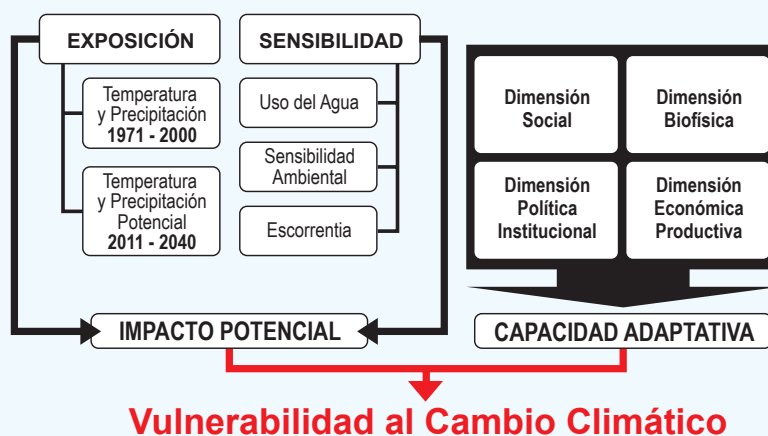 EXPOSICIÓN
Temperatura
y Precipitación
1971 - 2000
Temperatura
y Precipitación
Potencial
2011 - 2040
SENSIBILIDAD
Uso del Agua
Sensibilidad
Ambiental
Escorrentia
Dimensión
Social
Dimensión
Biofísica
Dimensión
Política
Institucional
Dimensión
Económica
Productiva
IMPACTO POTENCIAL
CAPACIDAD ADAPTATIVA
Vulnerabilidad al Cambio Climático